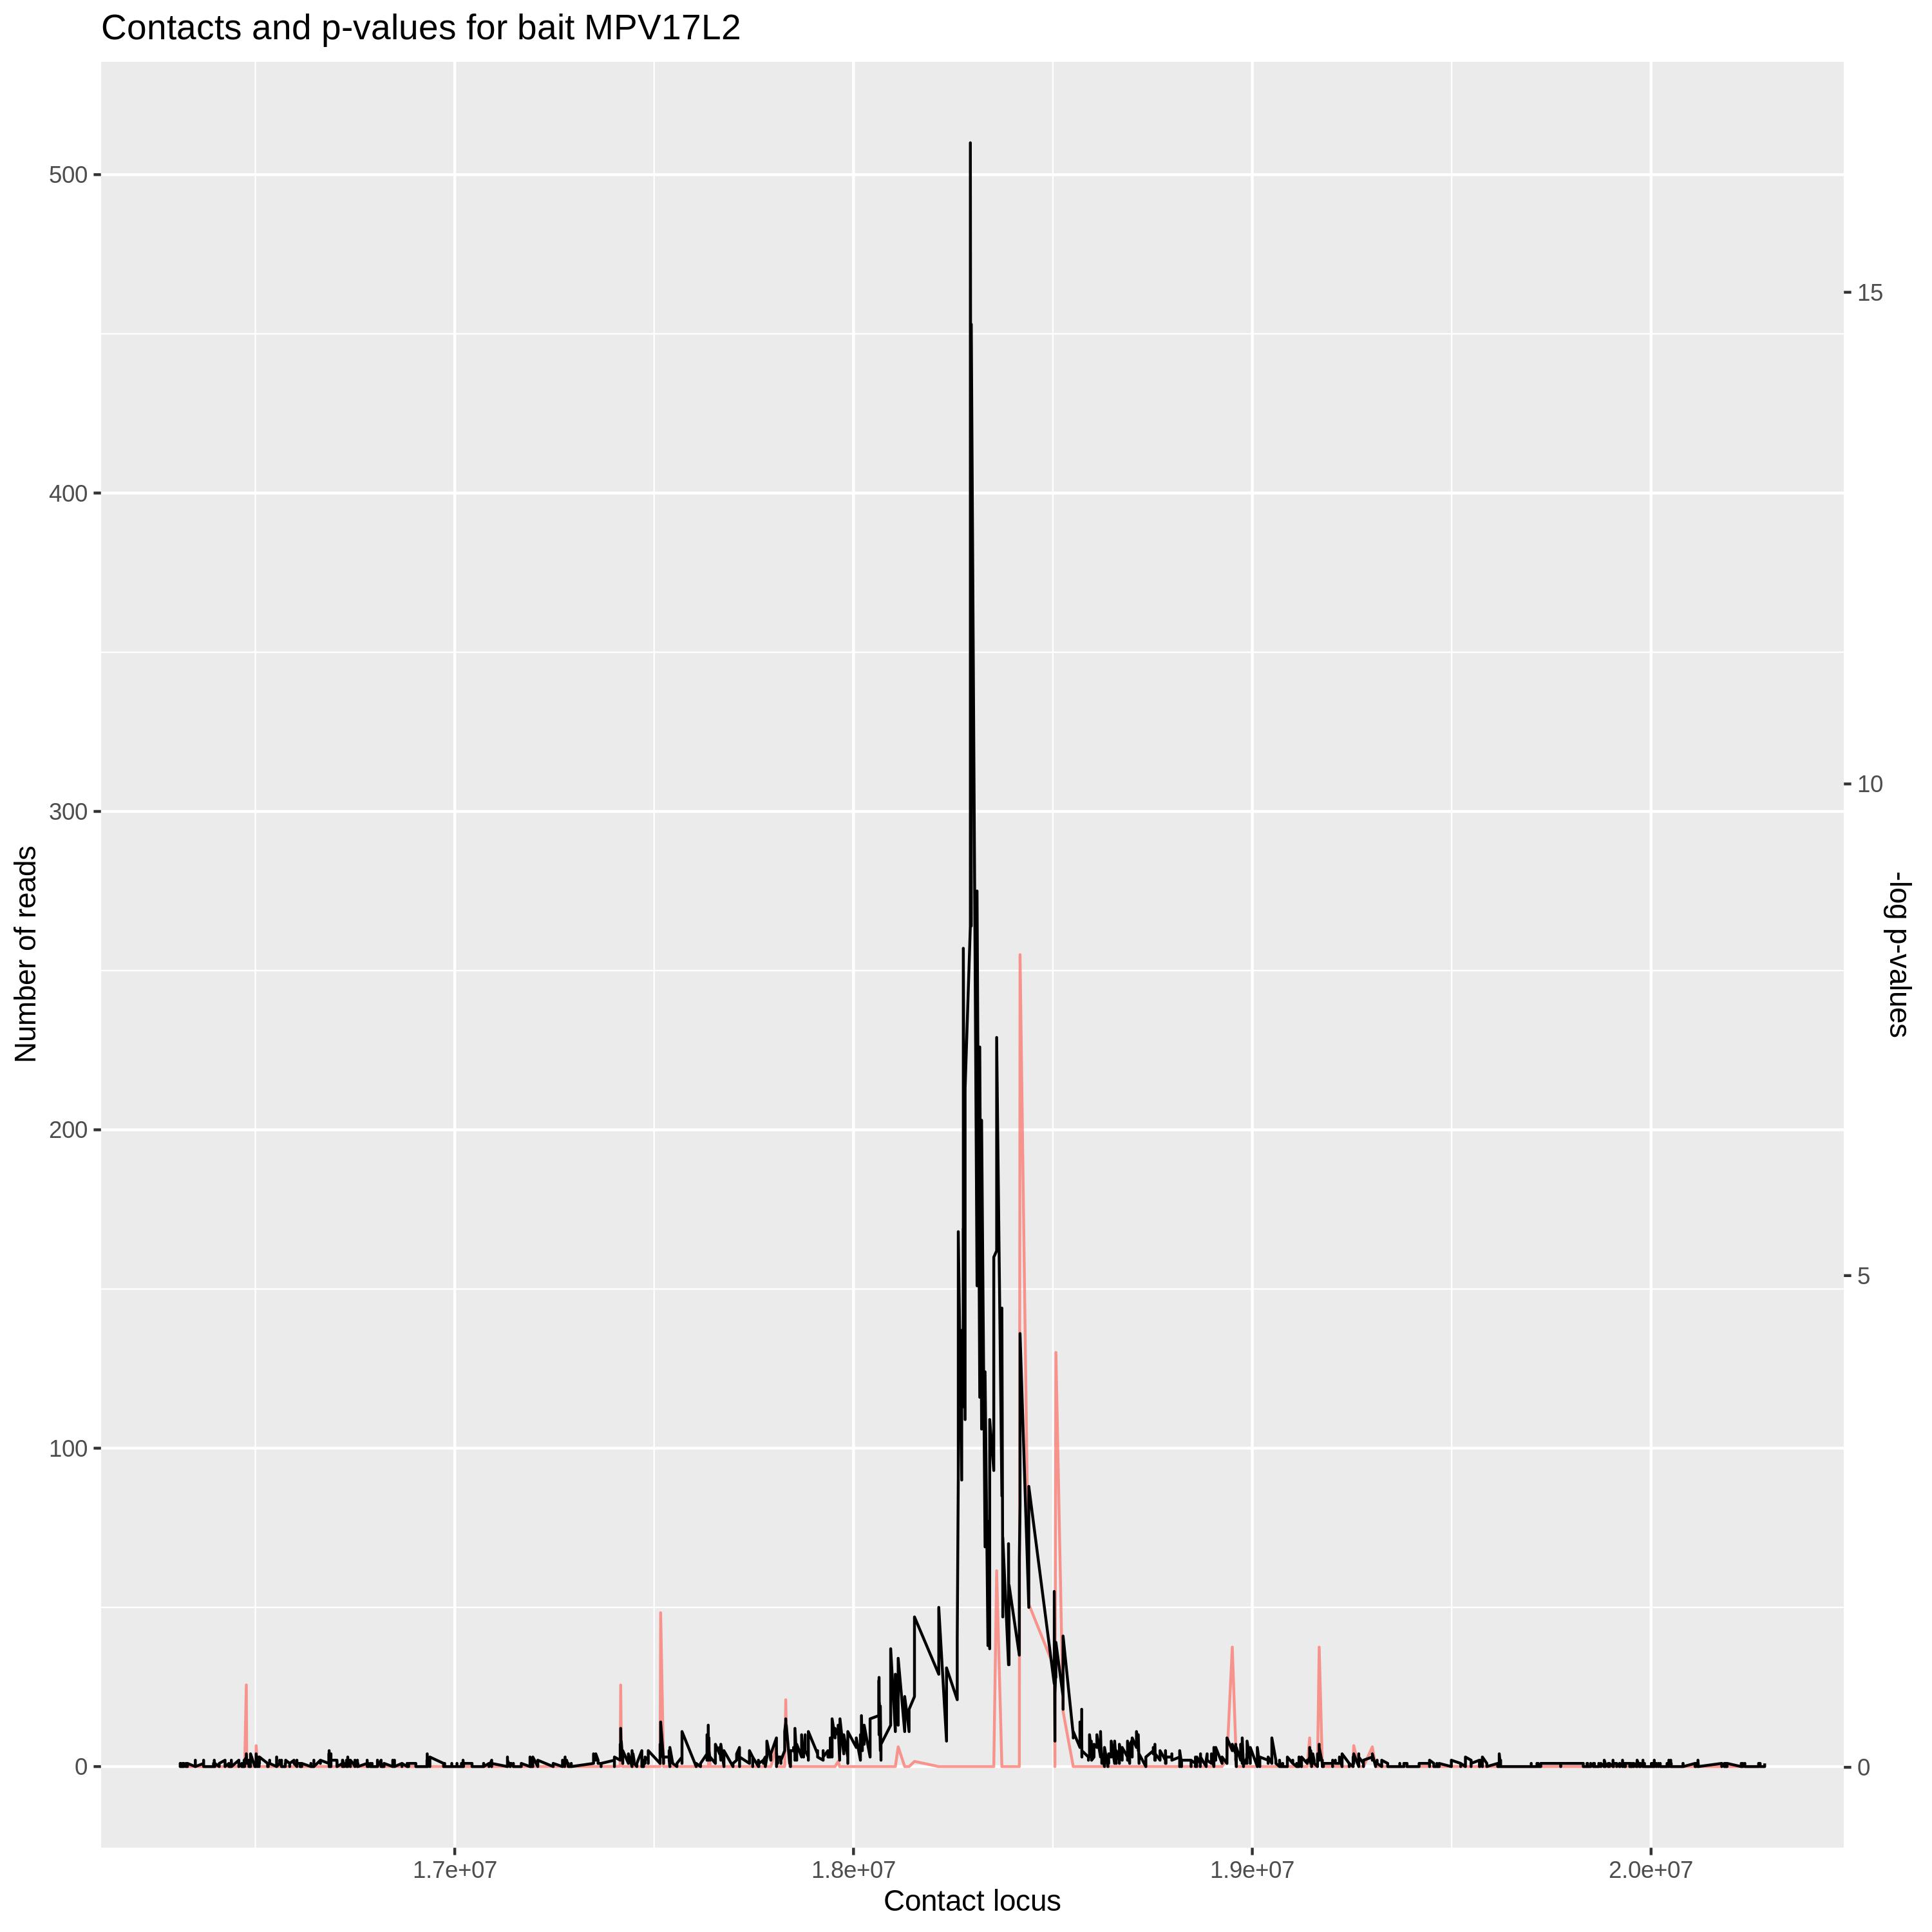 Contacts and p-values for bait MPV17L2
500
400
300
200
100
0
Number of reads
15
10
5
0
-log p-values
1.7e+07 1.8e+07 1.9e+07 2.0e+07
Contact locus